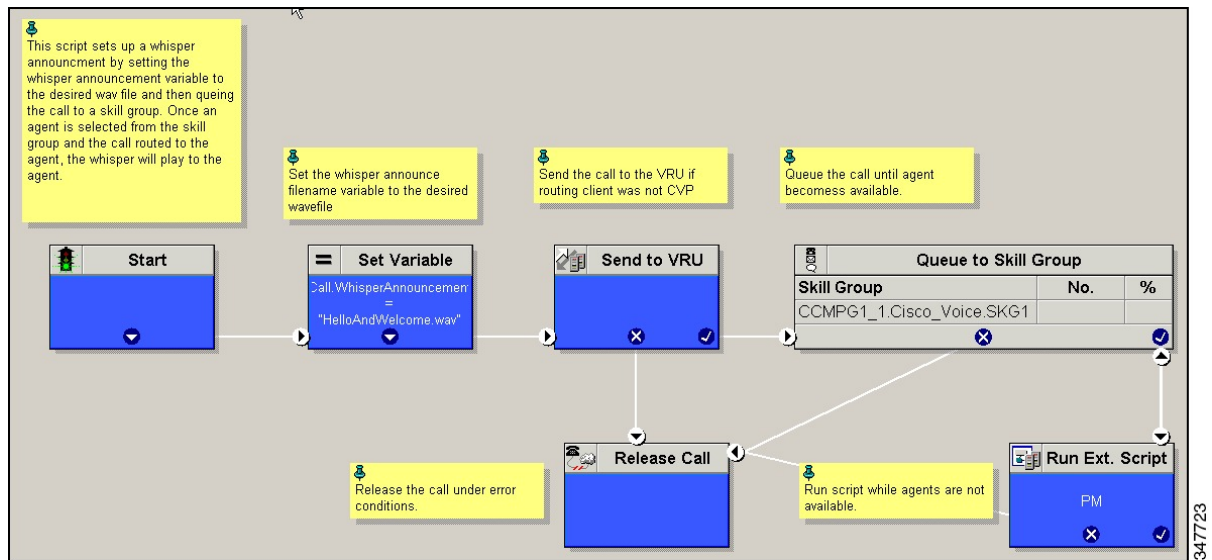 This script sets up a whisper
announcment by setting the
whisper announcement variable to
the desired wav file and then queing
the call to a skill group. Once an
agent is selected from the skill
group and the call routed to the
agent, the whisper will play to the
agent.
Set the whisper announce
filename variable to the desired
wavefile
Send the call to the VRU if
routing client was not CVP
Queue the call until agent
becomess available.
Start
= Set Variable
Call.WhisperAnnouncemen
=
"HelloAndWelcome.wav"
Send to VRU
Queue to Skill Group
Skill Group No. %
CCMPG1_1.Cisco_Voice.SKG1
Release the call under error
conditions.
Release Call
Run script while agents are not
available.
Run Ext. Script
PM
347723